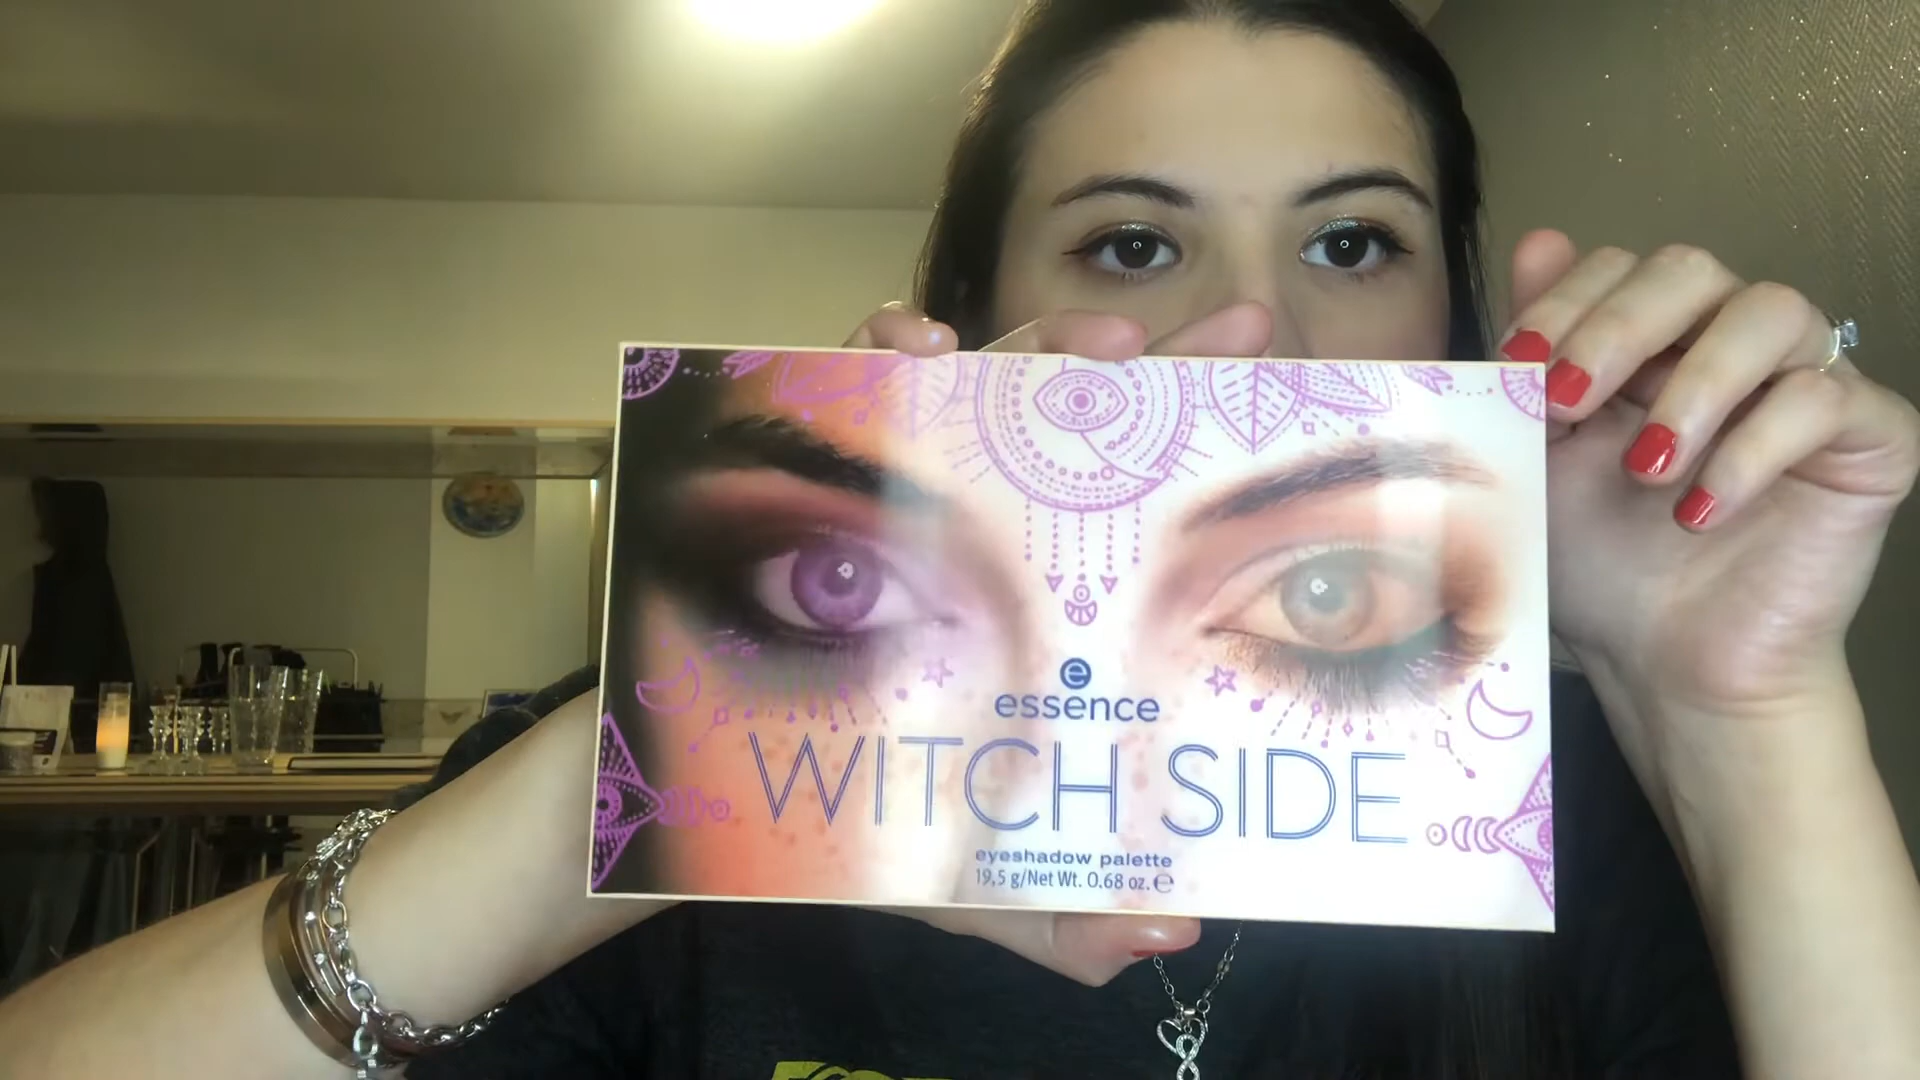 e
essence
WITCH SIDE
eyeshadow palette
19,5 g/Net Wt. 0.68 oz. ℮